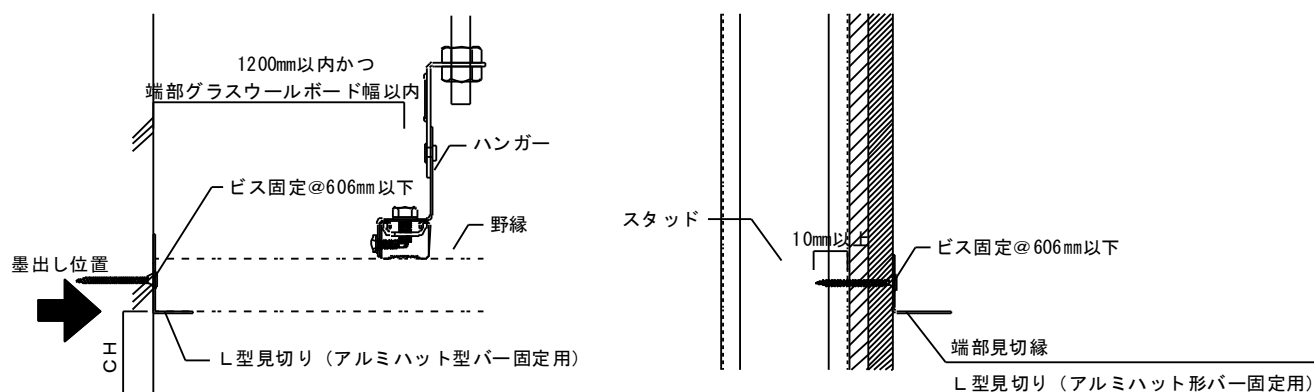 1200mm以内かつ
端部グラスウールボード幅以内
ハンガー
ビス固定@606mm以下
野縁
墨出し位置
CH
L型見切り（アルミハット型バー固定用）
スタッド
10mm以上
ビス固定@606mm以下
端部見切縁
L型見切り（アルミハット形バー固定用）